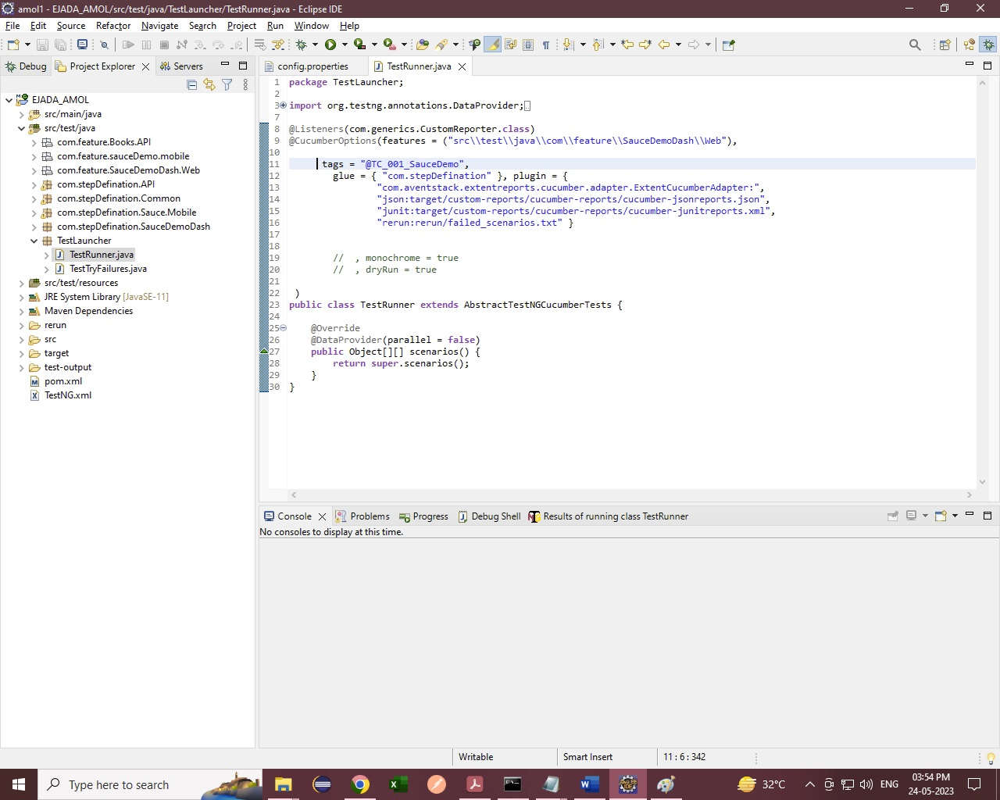 amol1 - EJADA_AMOL/src/test/java/TestLauncher/TestRunner.java - Eclipse IDE
File Edit Source Refactor Navigate Search Project Run Window Help
Debug Project Explorer Servers
config.properties TestRunner.java
EJADA_AMOL
src/main/java
src/test/java
com.feature.Books.API
com.feature.sauceDemo.mobile
com.feature.SauceDemoDash.Web
com.stepDefination.API
com.stepDefination.Common
com.stepDefination.Sauce.Mobile
com.stepDefination.SauceDemoDash
TestLauncher
TestRunner.java
TestTryFailures.java
src/test/resources
JRE System Library [JavaSE-11]
Maven Dependencies
rerun
src
target
test-output
pom.xml
TestNG.xml
1 package TestLauncher;
2
3 import org.testng.annotations.DataProvider;
7
8 @Listeners(com.generics.CustomReporter.class)
9 @CucumberOptions(features = ("src\\test\\java\\com\\feature\\SauceDemoDash\\Web"),
10
11 tags = "@TC_001_SauceDemo",
12 glue = { "com.stepDefination" }, plugin = {
13 "com.aventstack.extentreports.cucumber.adapter.ExtentCucumberAdapter:",
14 "json:target/custom-reports/cucumber-reports/cucumber-jsonreports.json",
15 "junit:target/custom-reports/cucumber-reports/cucumber-junitreports.xml",
16 "rerun:rerun/failed_scenarios.txt" }
17
18
19 // , monochrome = true
20 // , dryRun = true
21
22 )
23 public class TestRunner extends AbstractTestNGCucumberTests {
24
25 @Override
26 @DataProvider(parallel = false)
27 public Object[][] scenarios() {
28 return super.scenarios();
29 }
30 }
Console Problems Progress Debug Shell Results of running class TestRunner
No consoles to display at this time.
Writable Smart Insert 11 : 6 : 342
Type here to search
32°C ENG 03:54 PM
24-05-2023